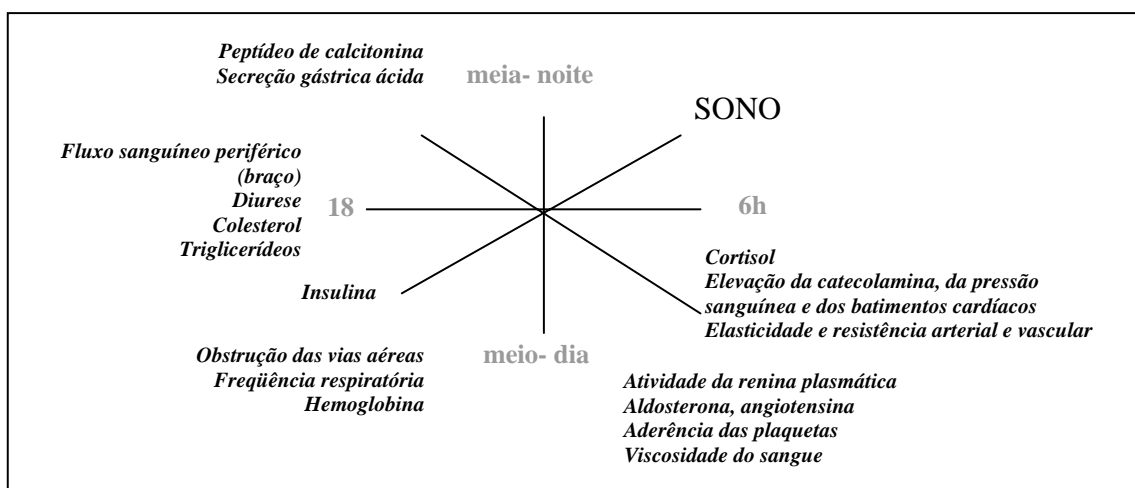 Peptídeo de calcitonina
Secreção gástrica ácida
meia- noite
SONO
Fluxo sanguíneo periférico
(braço)
Diurese
Colesterol
Triglicerídeos
18
6h
Cortisol
Elevação da catecolamina, da pressão
sanguínea e dos batimentos cardíacos
Elasticidade e resistência arterial e vascular
Insulina
Obstrução das vias aéreas
Freqüência respiratória
Hemoglobina
meio- dia
Atividade da renina plasmática
Aldosterona, angiotensina
Aderência das plaquetas
Viscosidade do sangue